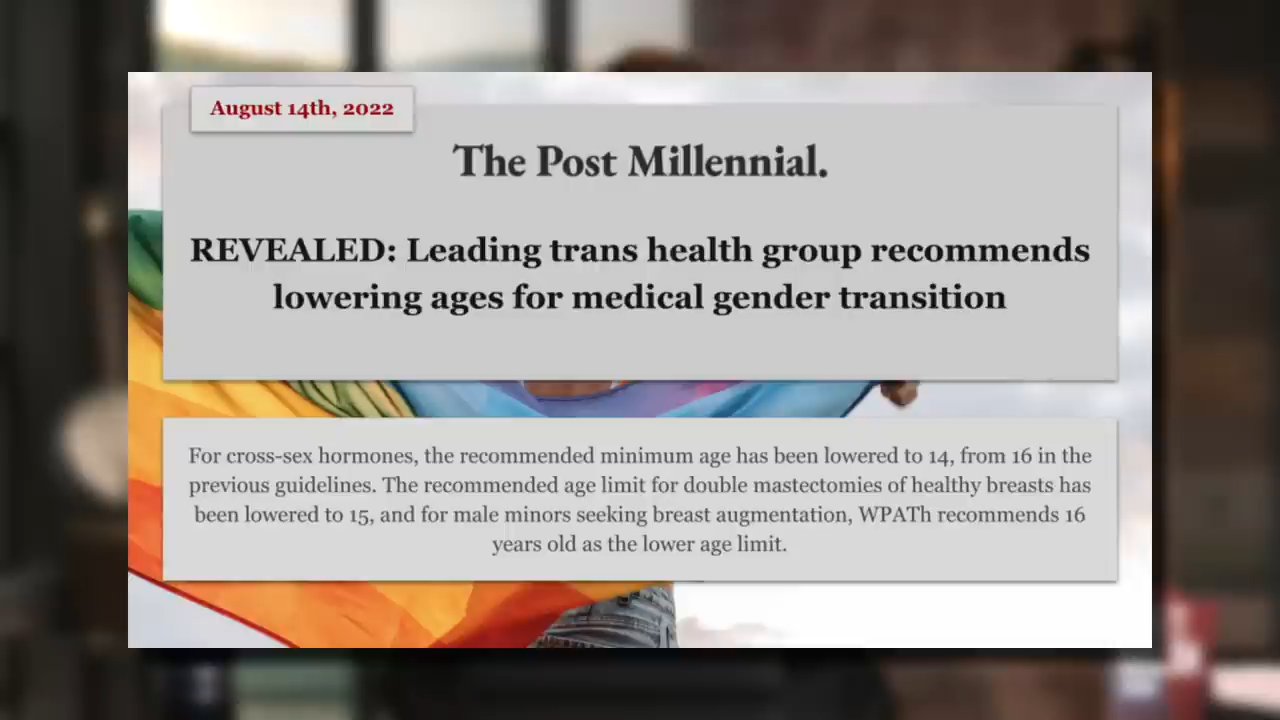 August 14th, 2022
The Post Millennial.
REVEALED: Leading trans health group recommends
lowering ages for medical gender transition
For cross-sex hormones, the recommended minimum age has been lowered to 14, from 16 in the
previous guidelines. The recommended age limit for double mastectomies of healthy breasts has
been lowered to 15, and for male minors seeking breast augmentation, WPATh recommends 16
years old as the lower age limit.